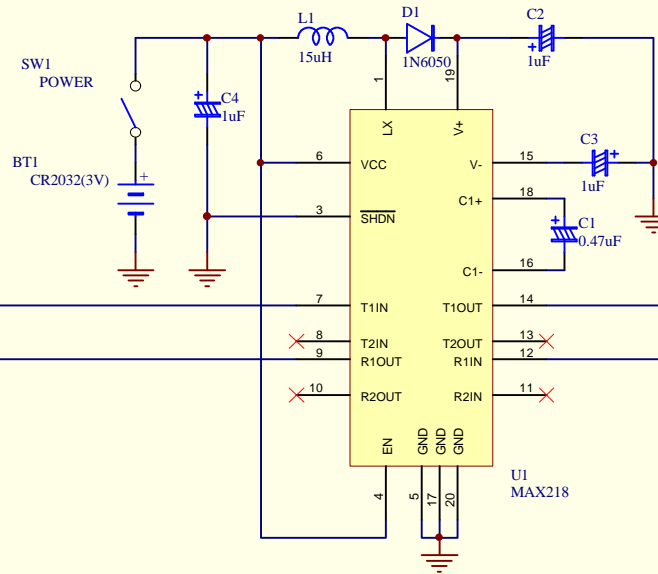 L1
15uH
D1
1N6050
C2
+
1uF
SW1
POWER
+
C4
1uF
1
LX
19
V+
BT1
CR2032(3V)
+
6
VCC
V-
15
C3
+
1uF
3
SHDN
C1+
18
+
C1
0.47uF
C1-
16
7
T1IN
T1OUT
14
8
T2IN
T2OUT
13
9
R1OUT
R1IN
12
10
R2OUT
R2IN
11
EN
GND
GND
GND
4
5
17
20
U1
MAX218